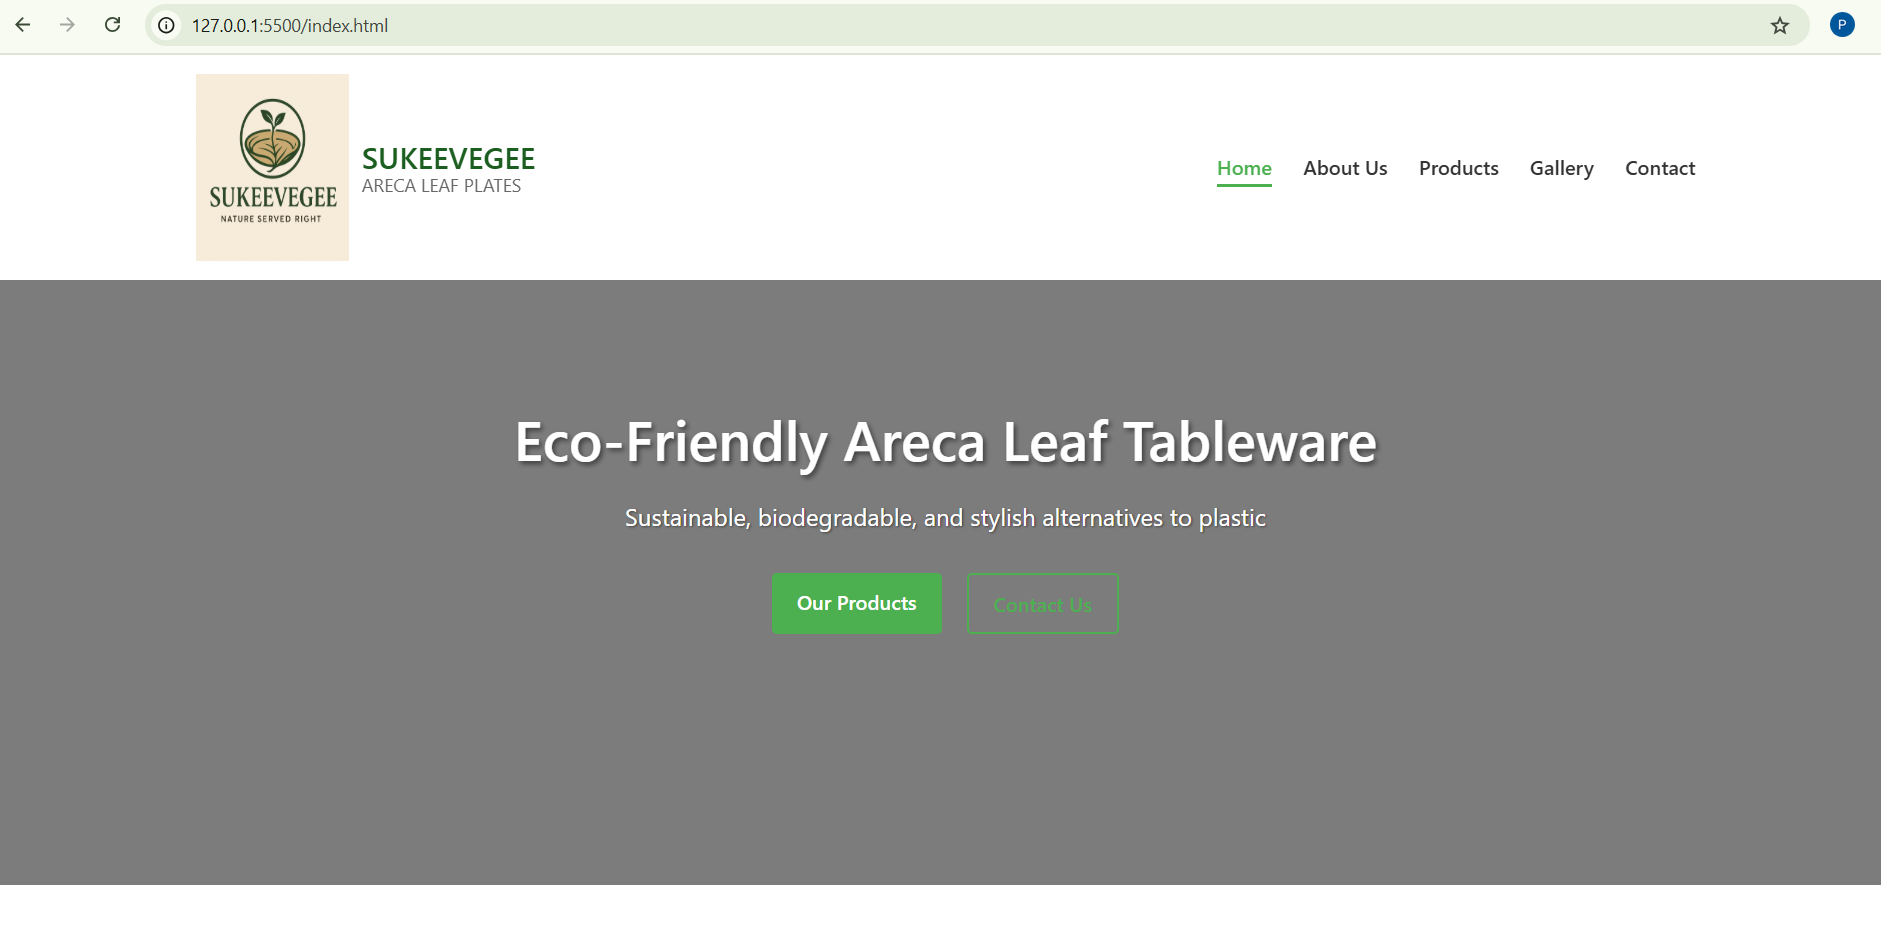 127.0.0.1:5500/index.html
P
SUKEEVEGEE
NATURE SERVED RIGHT
SUKEEVEGEE
ARECA LEAF PLATES
Home About Us Products Gallery Contact
Eco-Friendly Areca Leaf Tableware
Sustainable, biodegradable, and stylish alternatives to plastic
Our Products Contact Us